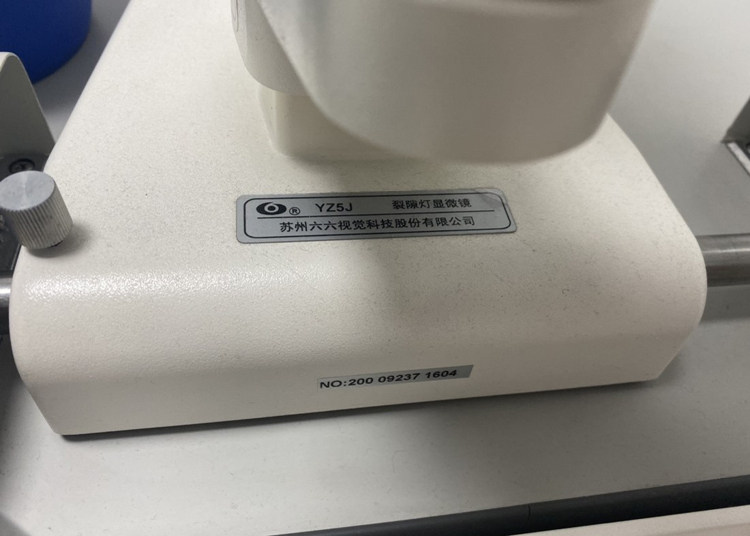 ® YZ5J 裂隙灯显微镜
苏州六六视觉科技股份有限公司
NO:200 09237 1604